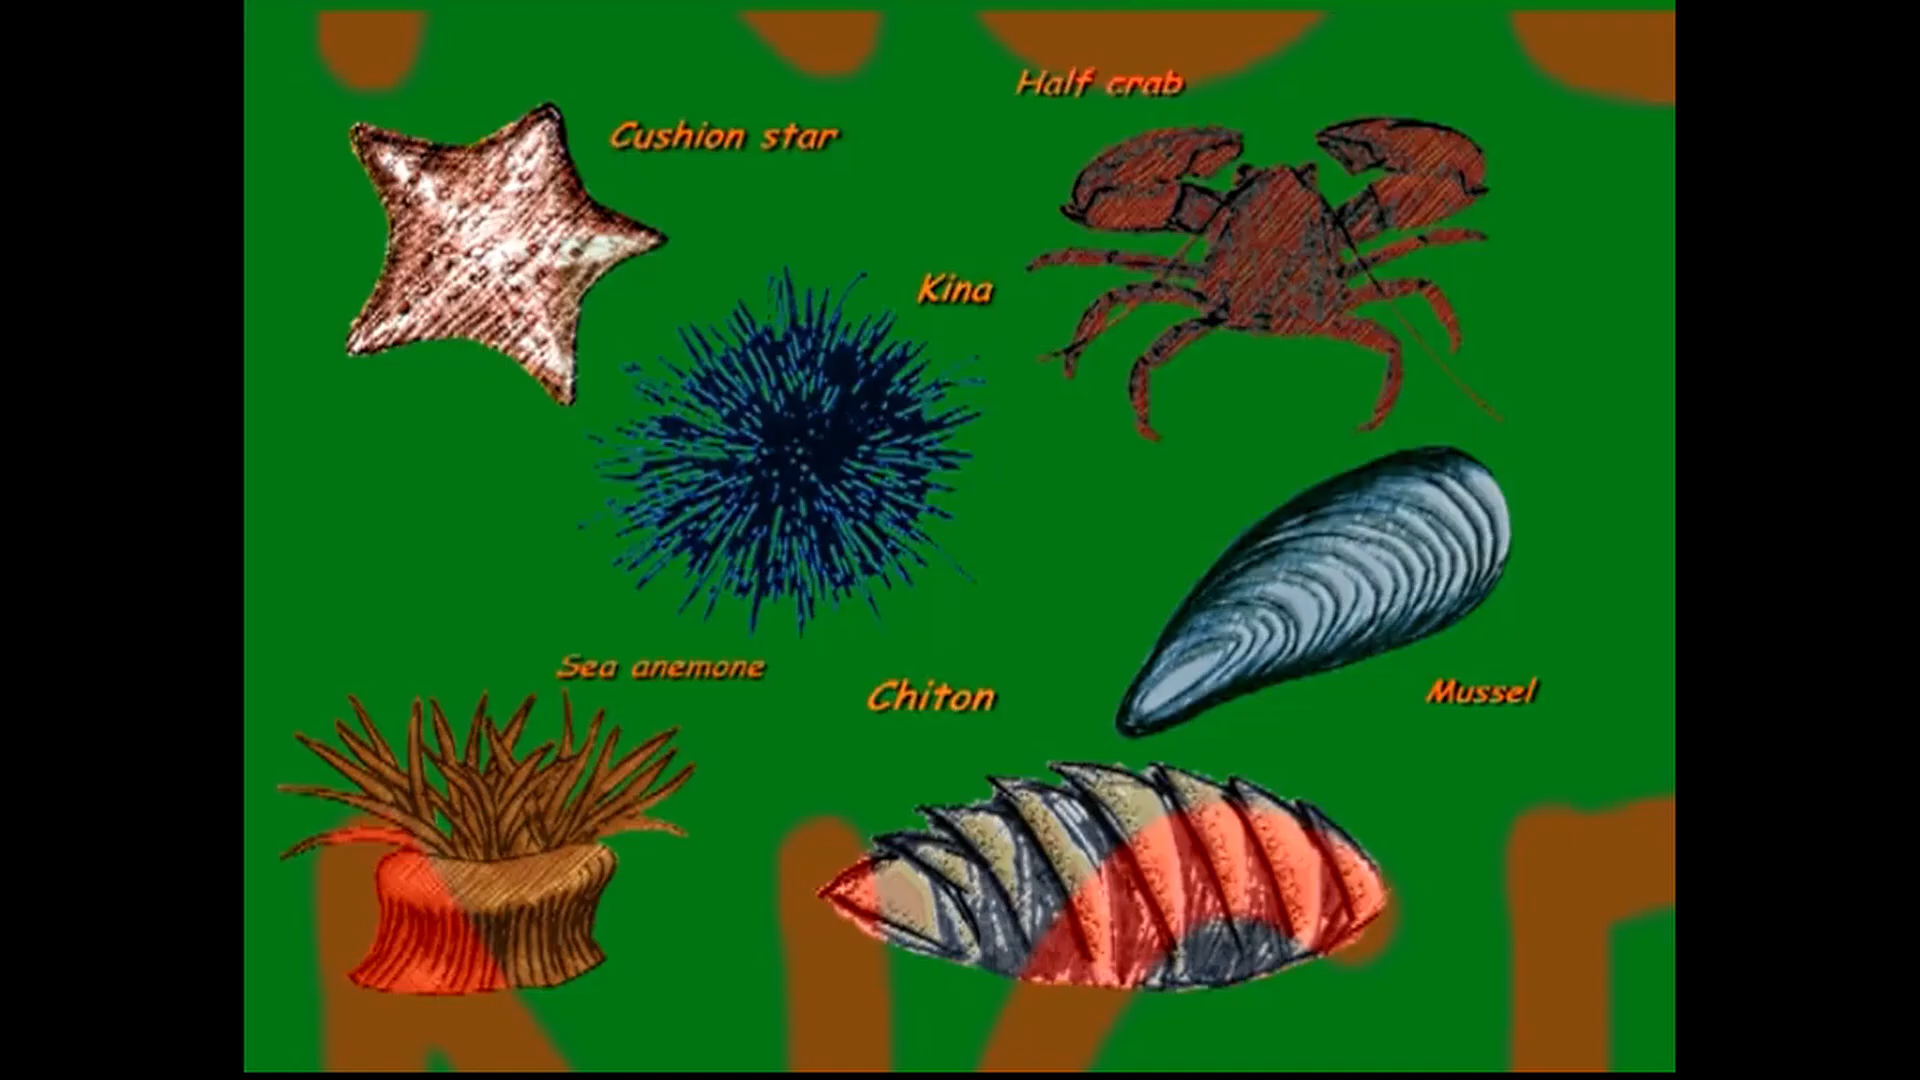 Half crab
Cushion star
Kina
Sea anemone
Chiton
Mussel